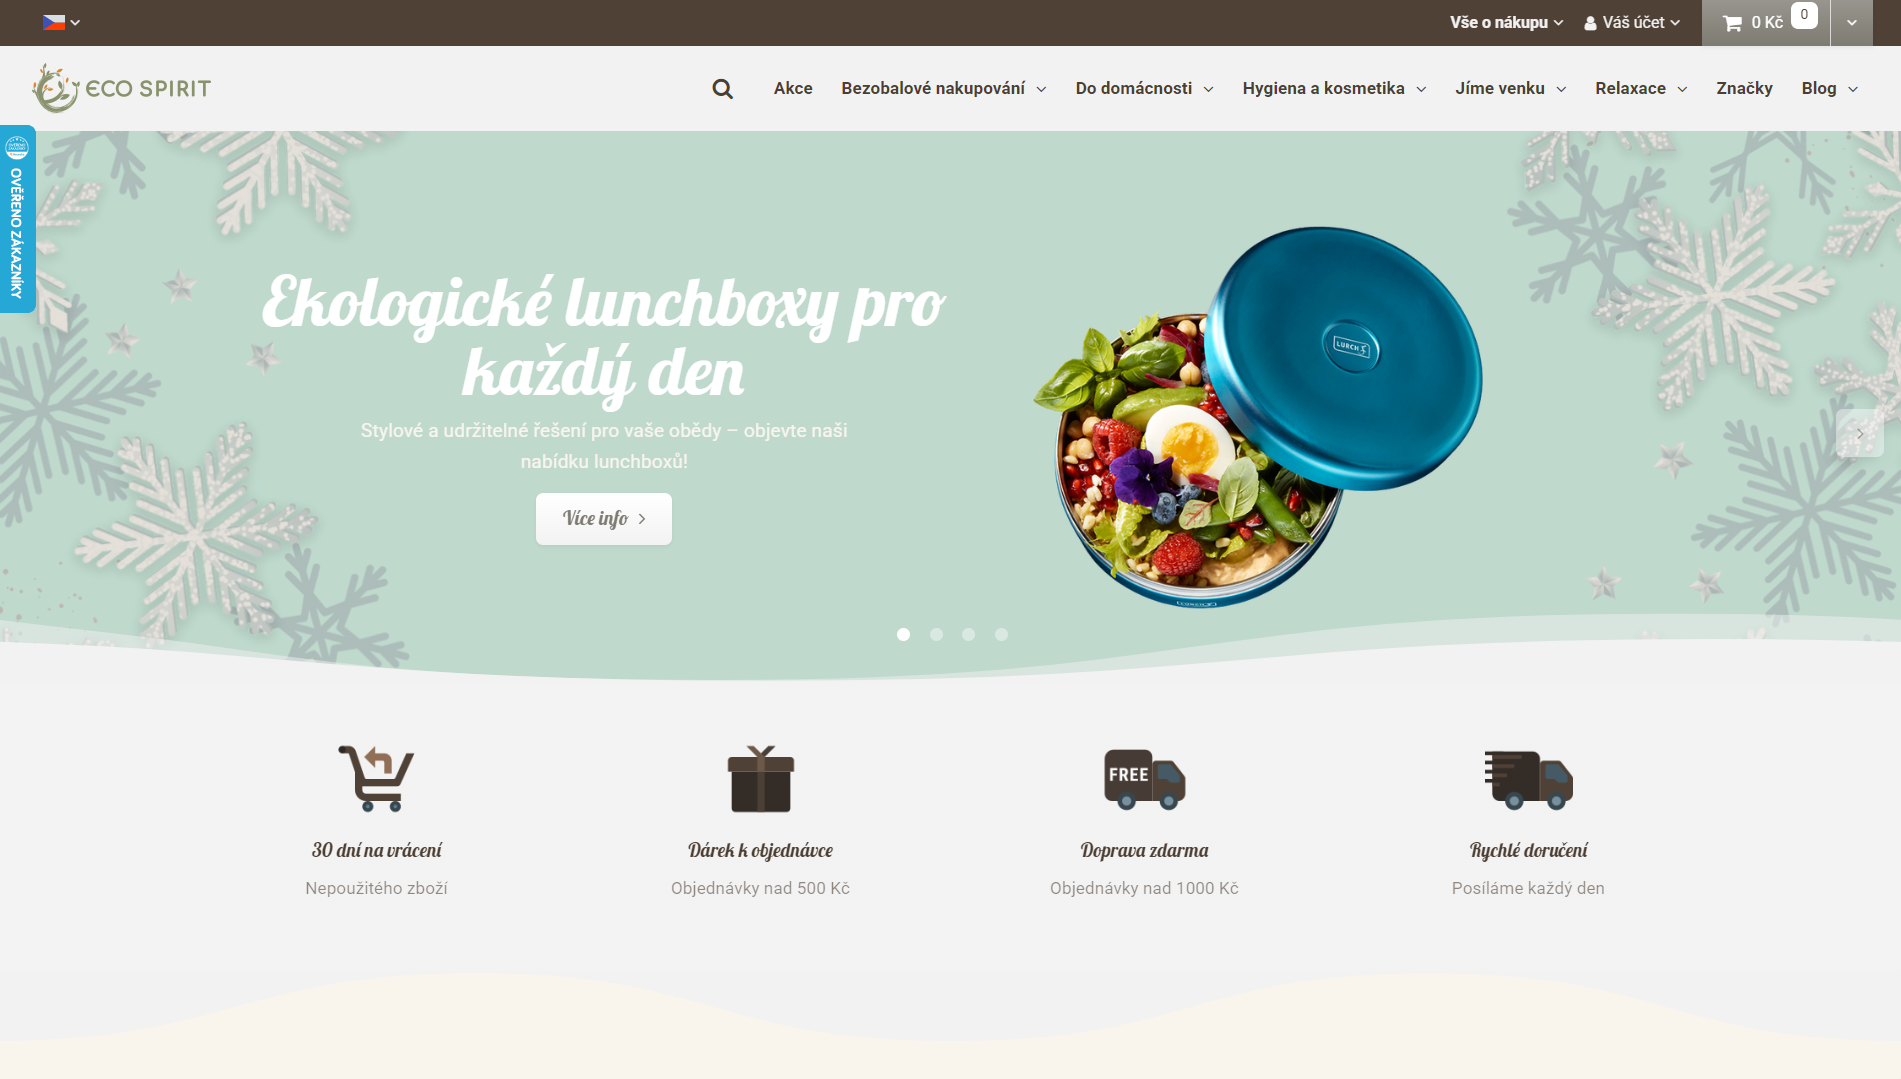 Vše o nákupu
Váš účet
0 Kč
0
ECO SPIRIT
Akce
Bezobalové nakupování
Do domácnosti
Hygiena a kosmetika
Jíme venku
Relaxace
Značky
Blog
OVĚŘENO ZÁKAZNÍKY
Ekologické lunchboxy pro
každý den
Stylové a udržitelné řešení pro vaše obědy – objevte naši
nabídku lunchboxů!
Více info
LURCH
FREE
30 dní na vrácení
Dárek k objednávce
Doprava zdarma
Rychlé doručení
Nepoužitého zboží
Objednávky nad 500 Kč
Objednávky nad 1000 Kč
Posíláme každý den